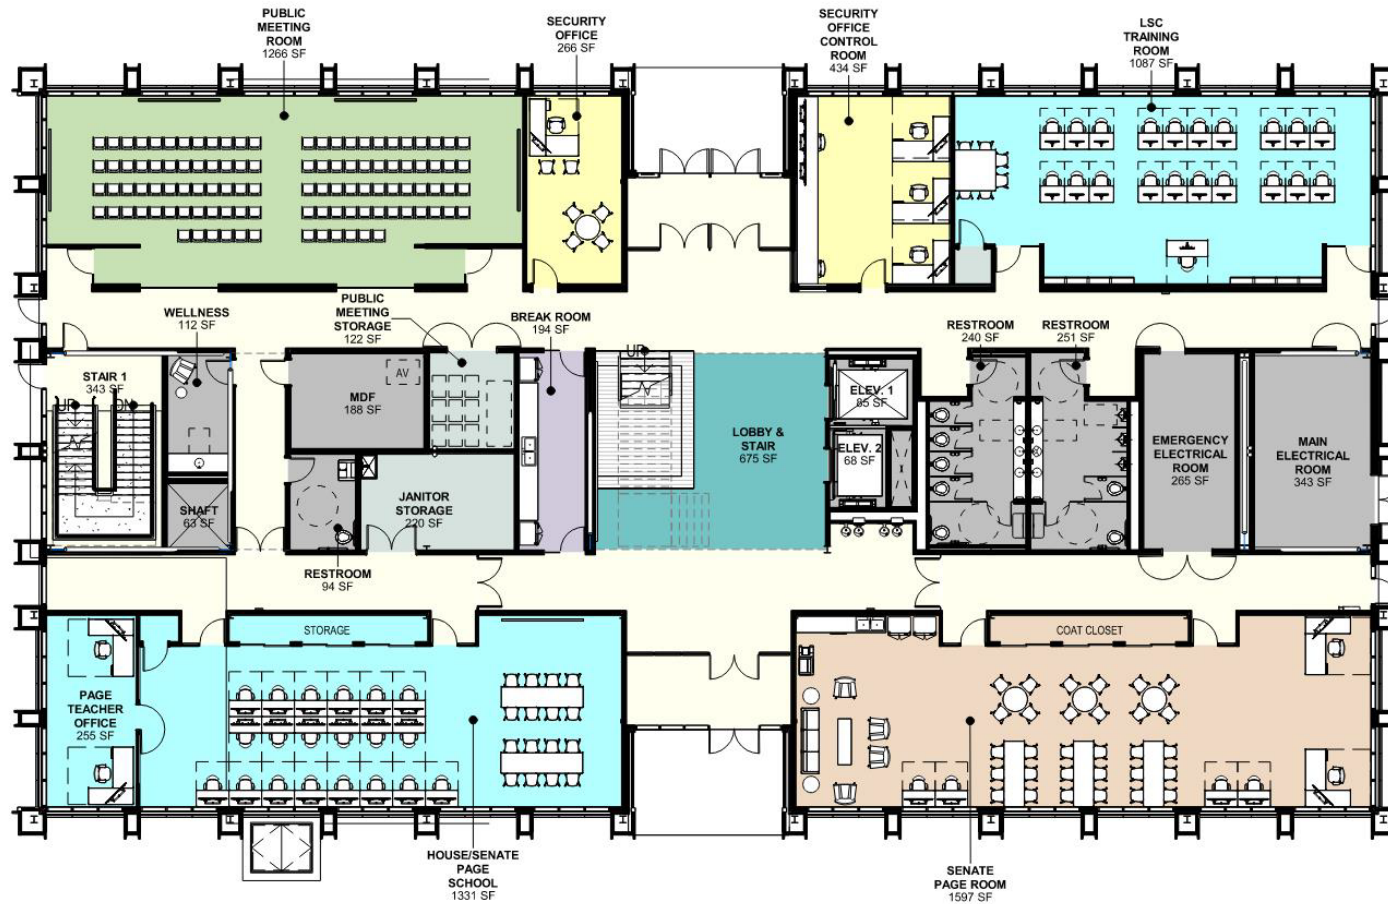 PUBLIC
MEETING
ROOM
1266 SF
SECURITY
OFFICE
266 SF
SECURITY
OFFICE
CONTROL
ROOM
434 SF
LSC
TRAINING
ROOM
1087 SF
WELLNESS
112 SF
PUBLIC
MEETING
STORAGE
122 SF
BREAK ROOM
194 SF
RESTROOM
240 SF
RESTROOM
251 SF
STAIR 1
343 SF
UP
DN
MDF
188 SF
AV
UP
LOBBY &
STAIR
675 SF
ELEV. 1
85 SF
ELEV. 2
68 SF
EMERGENCY
ELECTRICAL
ROOM
265 SF
MAIN
ELECTRICAL
ROOM
343 SF
SHAFT
63 SF
JANITOR
STORAGE
220 SF
RESTROOM
94 SF
STORAGE
COAT CLOSET
PAGE
TEACHER
OFFICE
255 SF
HOUSE/SENATE
PAGE
SCHOOL
1331 SF
SENATE
PAGE ROOM
1597 SF